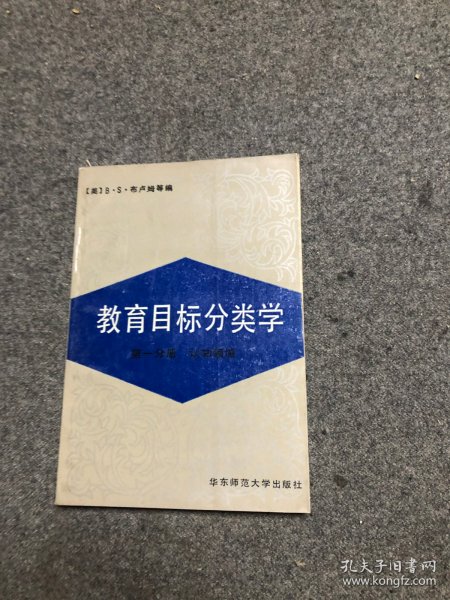 [美] B·S·布卢姆等编
教育目标分类学
第一分册 认知领域
华东师范大学出版社
孔夫子旧书网
www.kongfz.com